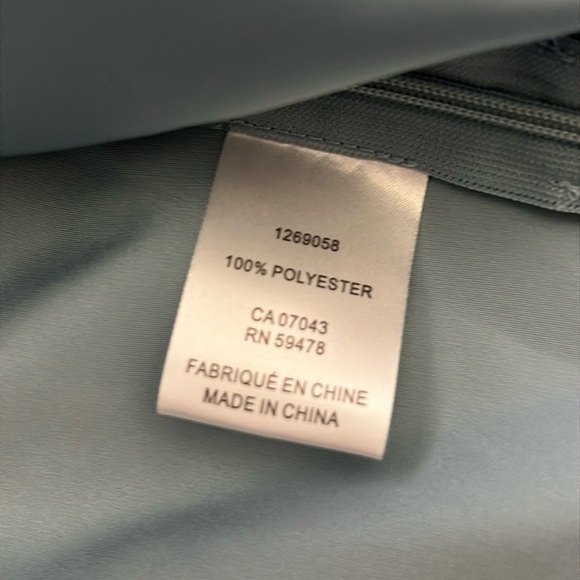 1269058
100% POLYESTER
CA 07043
RN 59478
FABRIQUÉ EN CHINE
MADE IN CHINA